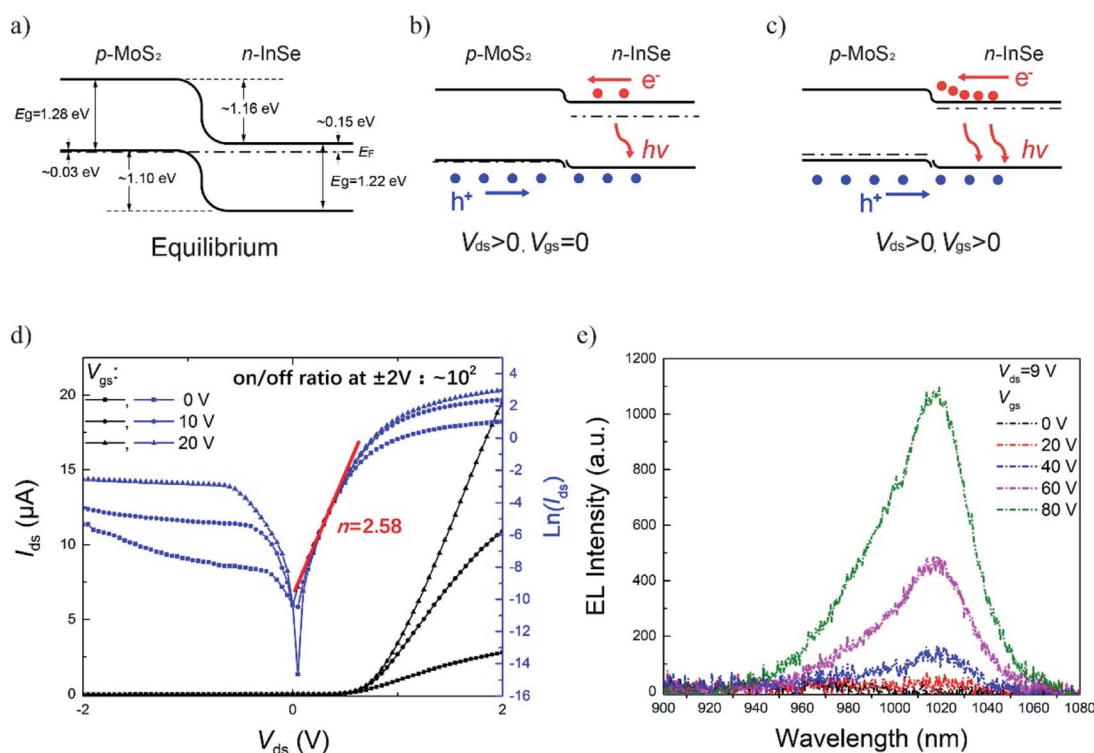 a)
p-MoS₂
n-InSe
Eg=1.28 eV
~1.16 eV
~0.15 eV
EF
~0.03 eV
~1.10 eV
Eg=1.22 eV
Equilibrium
b)
p-MoS₂
n-InSe
e-
hv
h+
Vds>0, Vgs=0
c)
p-MoS₂
n-InSe
e-
hv
h+
Vds>0, Vgs>0
d)
Vgs:
0 V
10 V
20 V
on/off ratio at ±2V : ~10²
n=2.58
20
15
10
5
0
Ids (μA)
4
2
0
-2
-4
-6
-8
-10
-12
-14
-16
Ln(Ids)
-2
0
2
Vds (V)
e)
Vds=9 V
Vgs
0 V
20 V
40 V
60 V
80 V
1200
1000
800
600
400
200
0
EL Intensity (a.u.)
900 920 940 960 980 1000 1020 1040 1060 1080
Wavelength (nm)